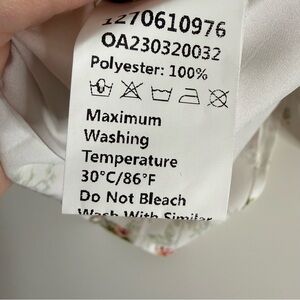 1270610976
OA230320032
Polyester: 100%
Maximum
Washing
Temperature
30°C/86°F
Do Not Bleach
Wash With Similar